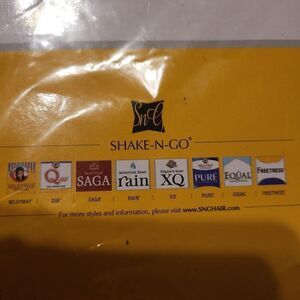 SnG
SHAKE-N-GO®
MILKYWAY
Q
SAGA
rain
XQ
PURE
EQUAL
FREETRESS
MILKYWAY QUE SAGA RAIN XQ PURE EQUAL FREETRESS
For more styles and information, please visit www.SNGHAIR.com